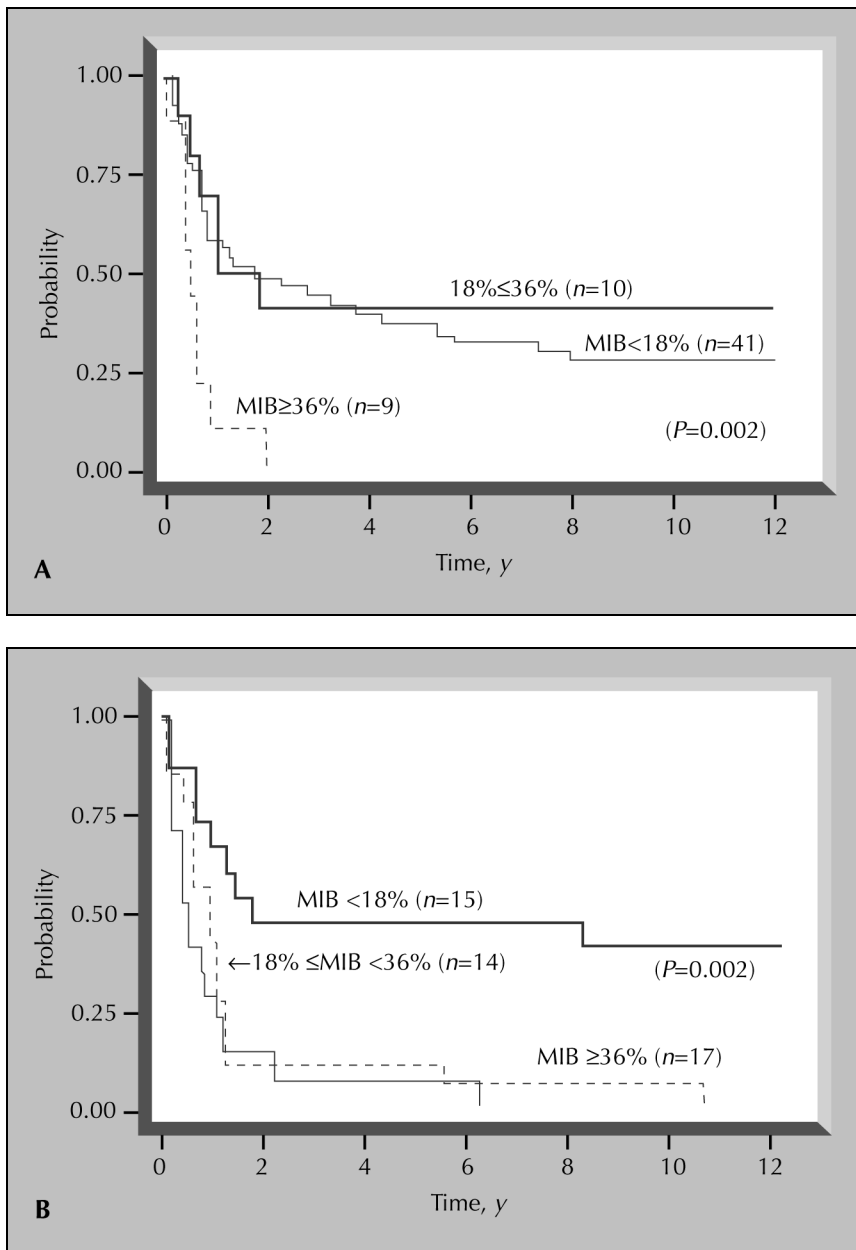 1.00
0.75
0.50
0.25
0.00
Probability
18%≤36% (n=10)
MIB<18% (n=41)
MIB≥36% (n=9)
(P=0.002)
0 2 4 6 8 10 12
Time, y
A
1.00
0.75
0.50
0.25
0.00
Probability
MIB <18% (n=15)
←18% ≤MIB <36% (n=14)
(P=0.002)
MIB ≥36% (n=17)
0 2 4 6 8 10 12
Time, y
B